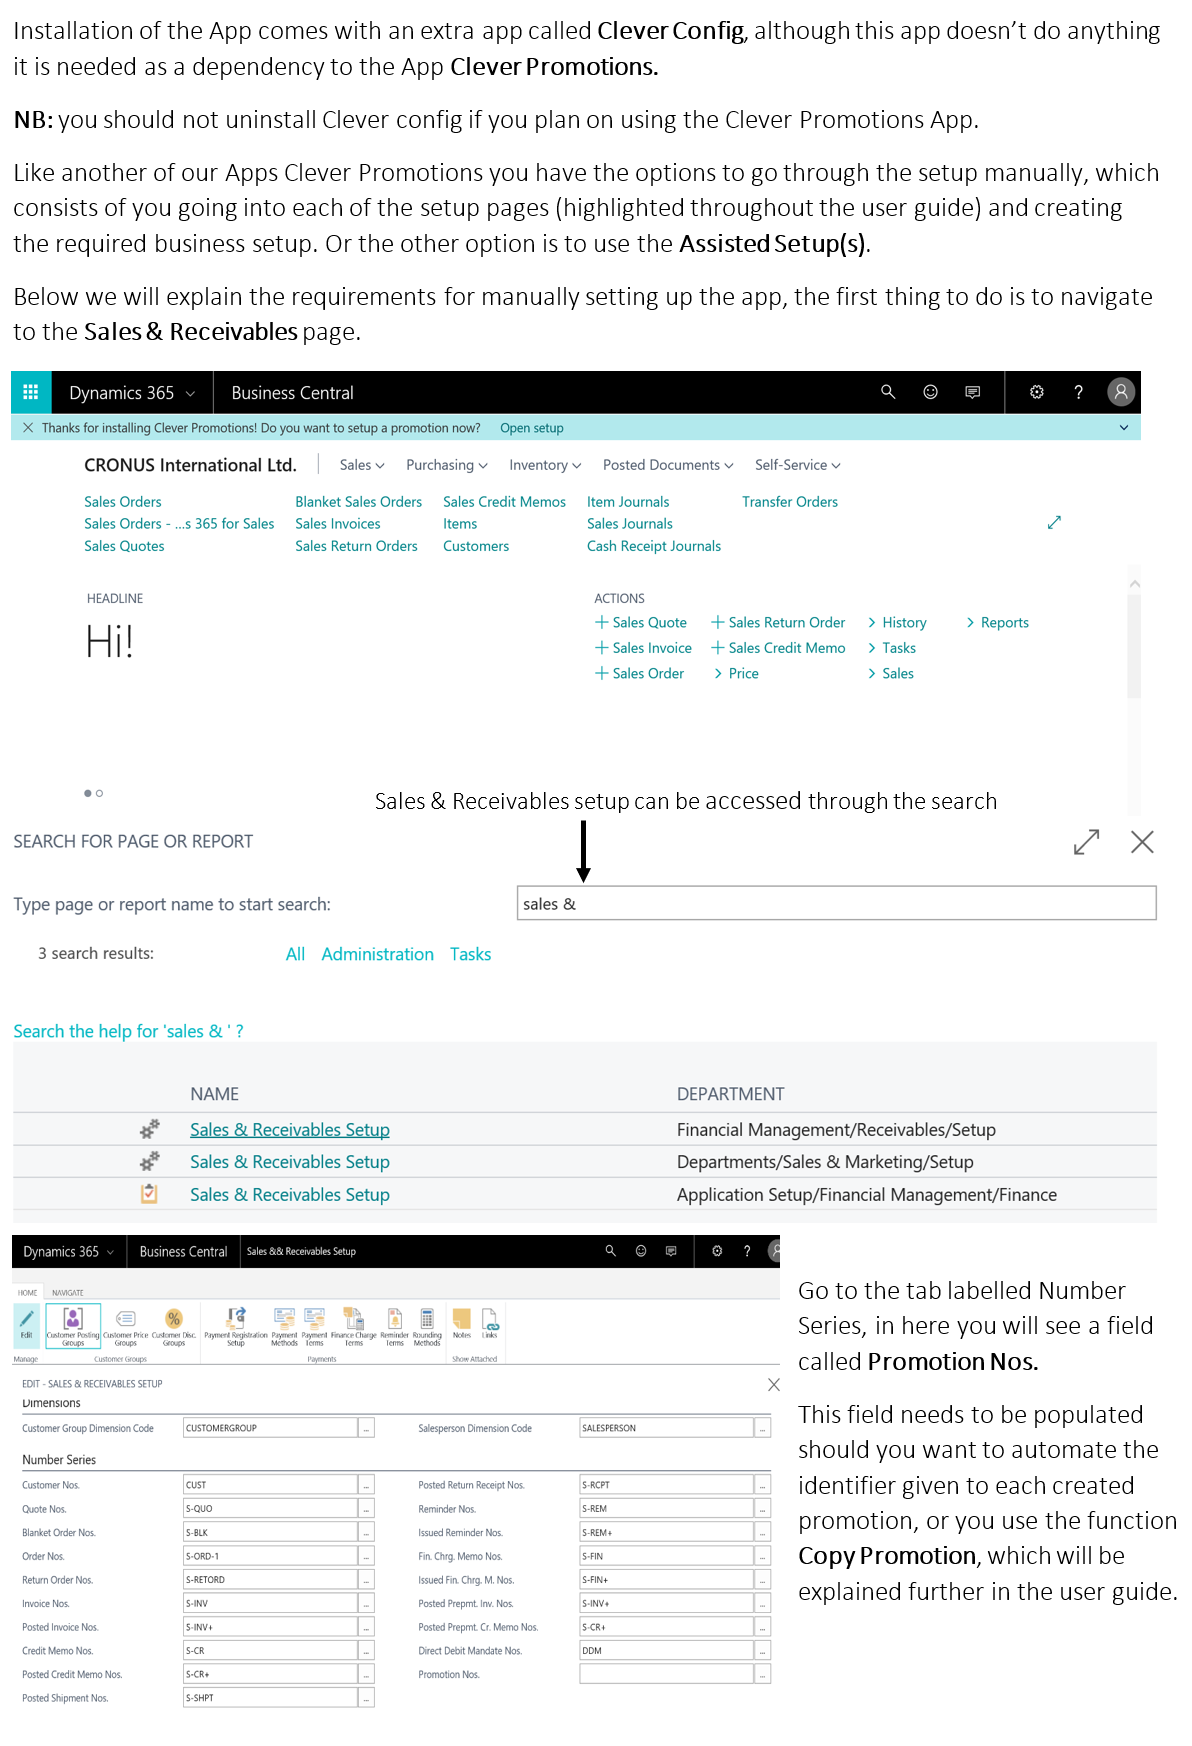 Installation of the App comes with an extra app called Clever Config, although this app doesn't do anything
it is needed as a dependency to the App Clever Promotions.
NB: you should not uninstall Clever config if you plan on using the Clever Promotions App.
Like another of our Apps Clever Promotions you have the options to go through the setup manually, which
consists of you going into each of the setup pages (highlighted throughout the user guide) and creating
the required business setup. Or the other option is to use the Assisted Setup(s).
Below we will explain the requirements for manually setting up the app, the first thing to do is to navigate
to the Sales & Receivables page.
Dynamics 365 Business Central ?
Thanks for installing Clever Promotions! Do you want to setup a promotion now? Open setup
CRONUS International Ltd. Sales Purchasing Inventory Posted Documents Self-Service
Sales Orders Blanket Sales Orders Sales Credit Memos Item Journals Transfer Orders
Sales Orders - ...s 365 for Sales Sales Invoices Items Sales Journals
Sales Quotes Sales Return Orders Customers Cash Receipt Journals
HEADLINE ACTIONS
Hi!
+ Sales Quote + Sales Return Order > History > Reports
+ Sales Invoice + Sales Credit Memo > Tasks
+ Sales Order > Price > Sales
Sales & Receivables setup can be accessed through the search
SEARCH FOR PAGE OR REPORT
Type page or report name to start search: sales &
3 search results: All Administration Tasks
Search the help for 'sales & ' ?
NAME DEPARTMENT
Sales & Receivables Setup Financial Management/Receivables/Setup
Sales & Receivables Setup Departments/Sales & Marketing/Setup
Sales & Receivables Setup Application Setup/Financial Management/Finance
Dynamics 365 Business Central Sales && Receivables Setup ?
HOME NAVIGATE
Edit Customer Posting Groups Customer Price Groups Customer Disc. Groups Payment Registration Setup Payment Methods Payment Terms Finance Charge Terms Reminder Terms Rounding Methods Notes Links
Manage Customer Groups Payments Show Attached
EDIT - SALES & RECEIVABLES SETUP
Dimensions
Customer Group Dimension Code CUSTOMERGROUP ... Salesperson Dimension Code SALESPERSON ...
Number Series
Customer Nos. CUST ... Posted Return Receipt Nos. S-RCPT ...
Quote Nos. S-QUO ... Reminder Nos. S-REM ...
Blanket Order Nos. S-BLK ... Issued Reminder Nos. S-REM+ ...
Order Nos. S-ORD-1 ... Fin. Chrg. Memo Nos. S-FIN ...
Return Order Nos. S-RETORD ... Issued Fin. Chrg. M. Nos. S-FIN+ ...
Invoice Nos. S-INV ... Posted Prepmt. Inv. Nos. S-INV+ ...
Posted Invoice Nos. S-INV+ ... Posted Prepmt. Cr. Memo Nos. S-CR+ ...
Credit Memo Nos. S-CR ... Direct Debit Mandate Nos. DDM ...
Posted Credit Memo Nos. S-CR+ ... Promotion Nos. ...
Posted Shipment Nos. S-SHPT ...
Go to the tab labelled Number
Series, in here you will see a field
called Promotion Nos.
This field needs to be populated
should you want to automate the
identifier given to each created
promotion, or you use the function
Copy Promotion, which will be
explained further in the user guide.